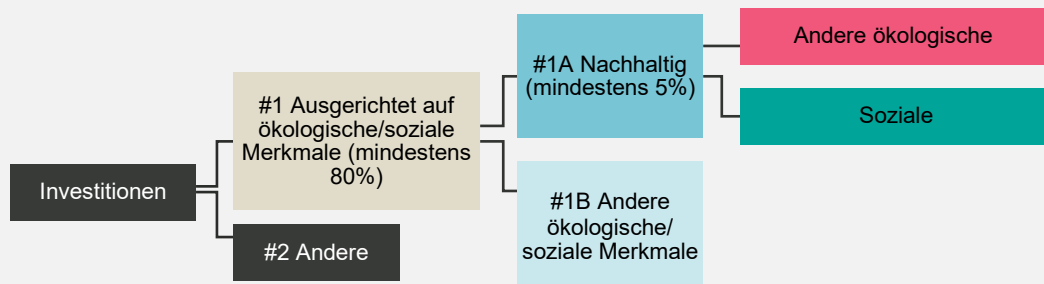 Investitionen
#1 Ausgerichtet auf
ökologische/soziale
Merkmale (mindestens
80%)
#2 Andere
#1A Nachhaltig
(mindestens 5%)
#1B Andere
ökologische/
soziale Merkmale
Andere ökologische
Soziale